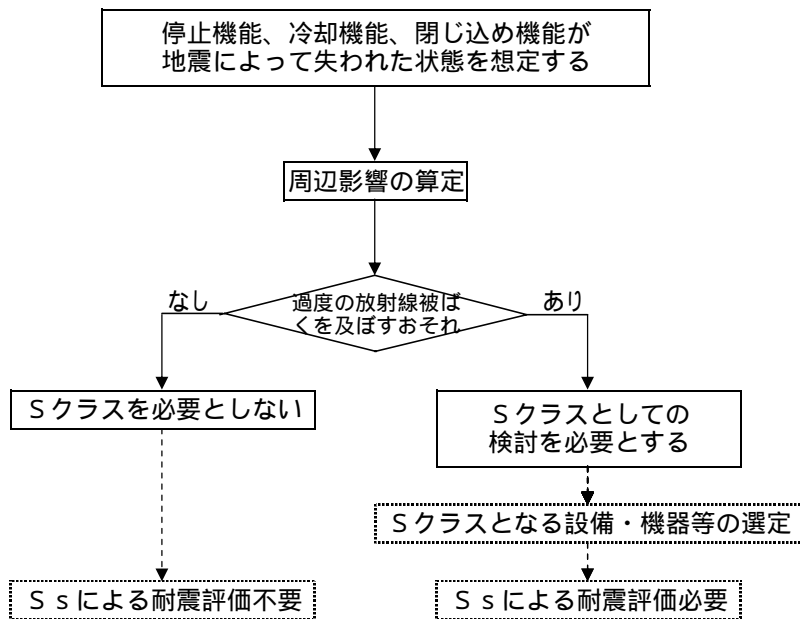 停止機能、冷却機能、閉じ込め機能が
地震によって失われた状態を想定する
周辺影響の算定
過度の放射線被ば
くを及ぼすおそれ
なし
あり
Ｓクラスを必要としない
Ｓクラスとしての
検討を必要とする
Ｓクラスとなる設備・機器等の選定
Ｓｓによる耐震評価不要
Ｓｓによる耐震評価必要